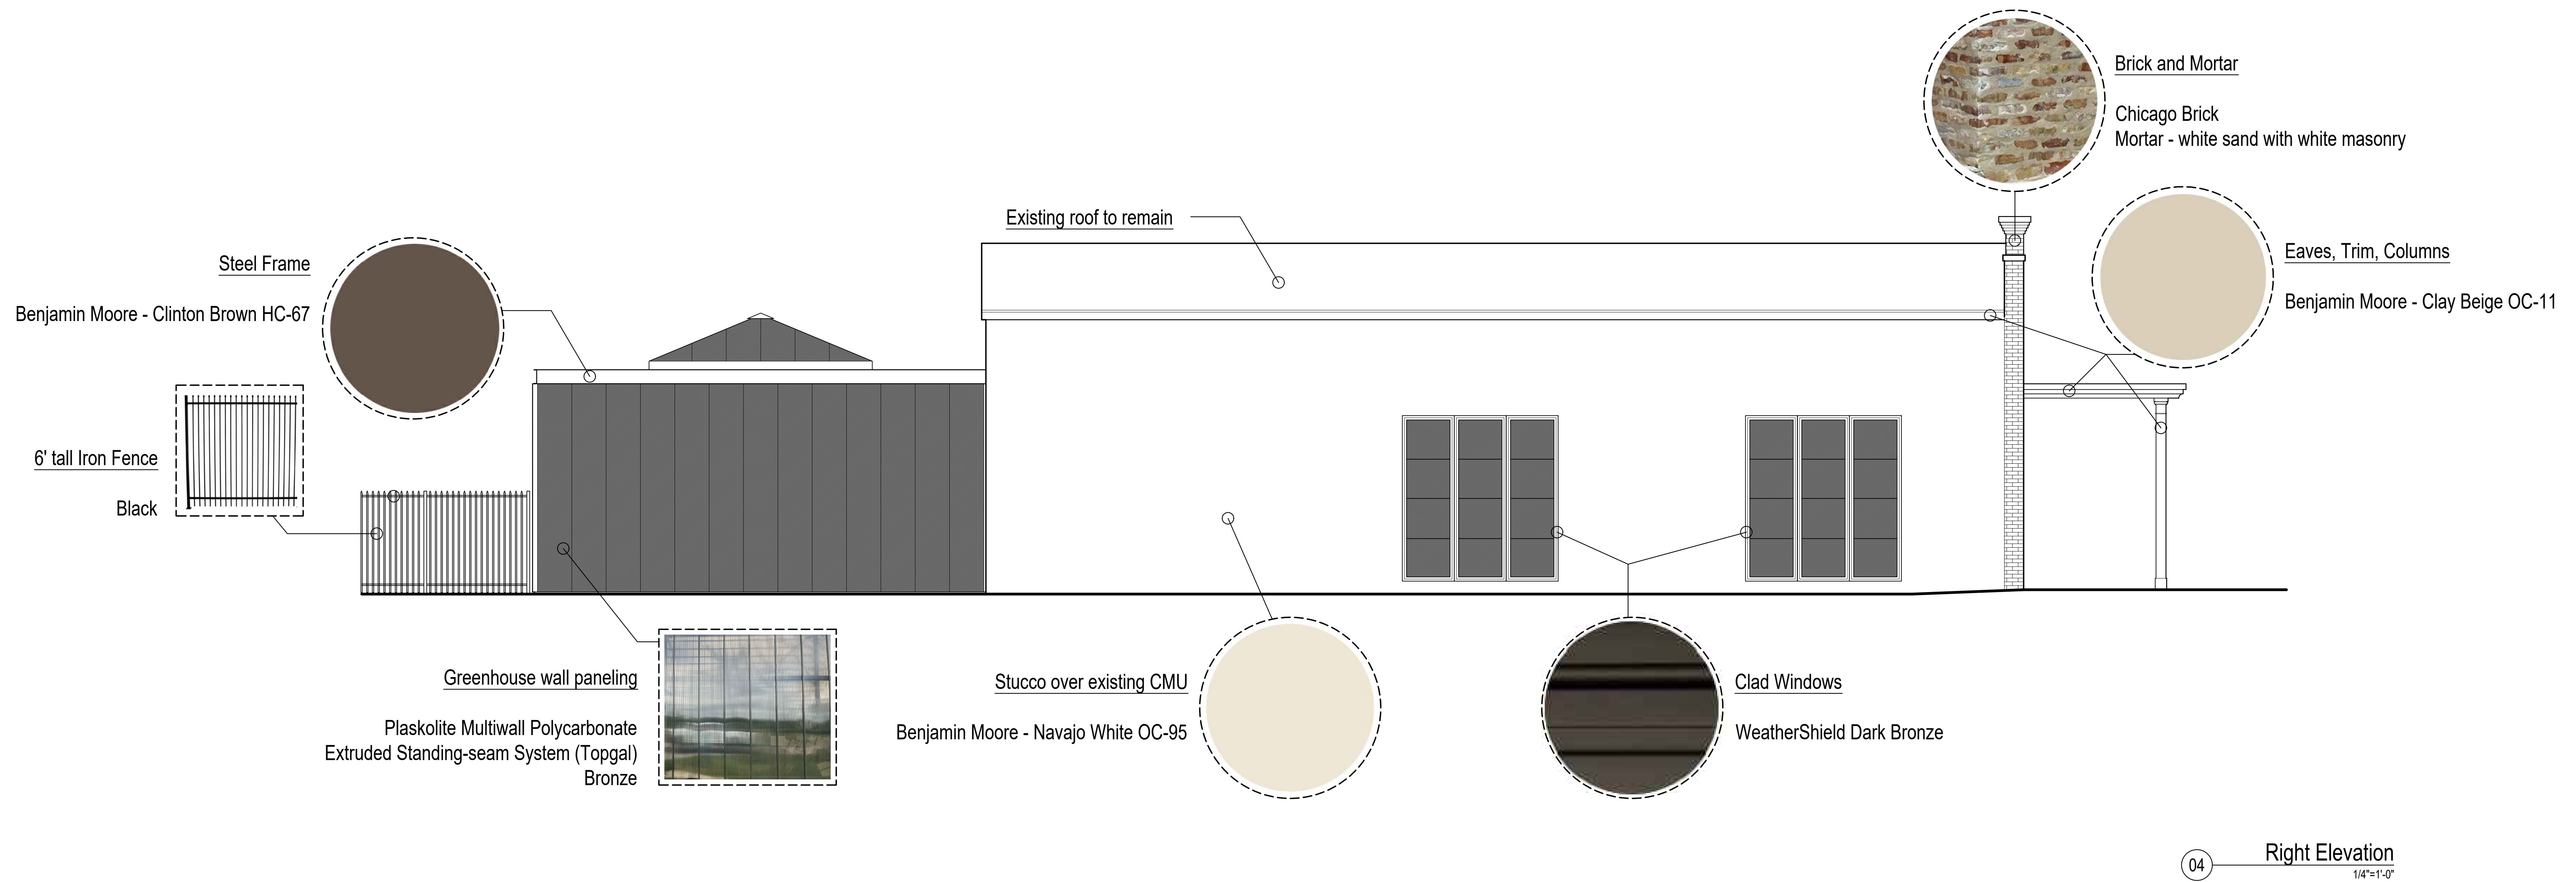 Brick and Mortar
Chicago Brick
Mortar - white sand with white masonry
Existing roof to remain
Steel Frame
Benjamin Moore - Clinton Brown HC-67
Eaves, Trim, Columns
Benjamin Moore - Clay Beige OC-11
6' tall Iron Fence
Black
Greenhouse wall paneling
Plaskolite Multiwall Polycarbonate
Extruded Standing-seam System (Topgal)
Bronze
Stucco over existing CMU
Benjamin Moore - Navajo White OC-95
Clad Windows
WeatherShield Dark Bronze
04
Right Elevation
1/4"=1'-0"